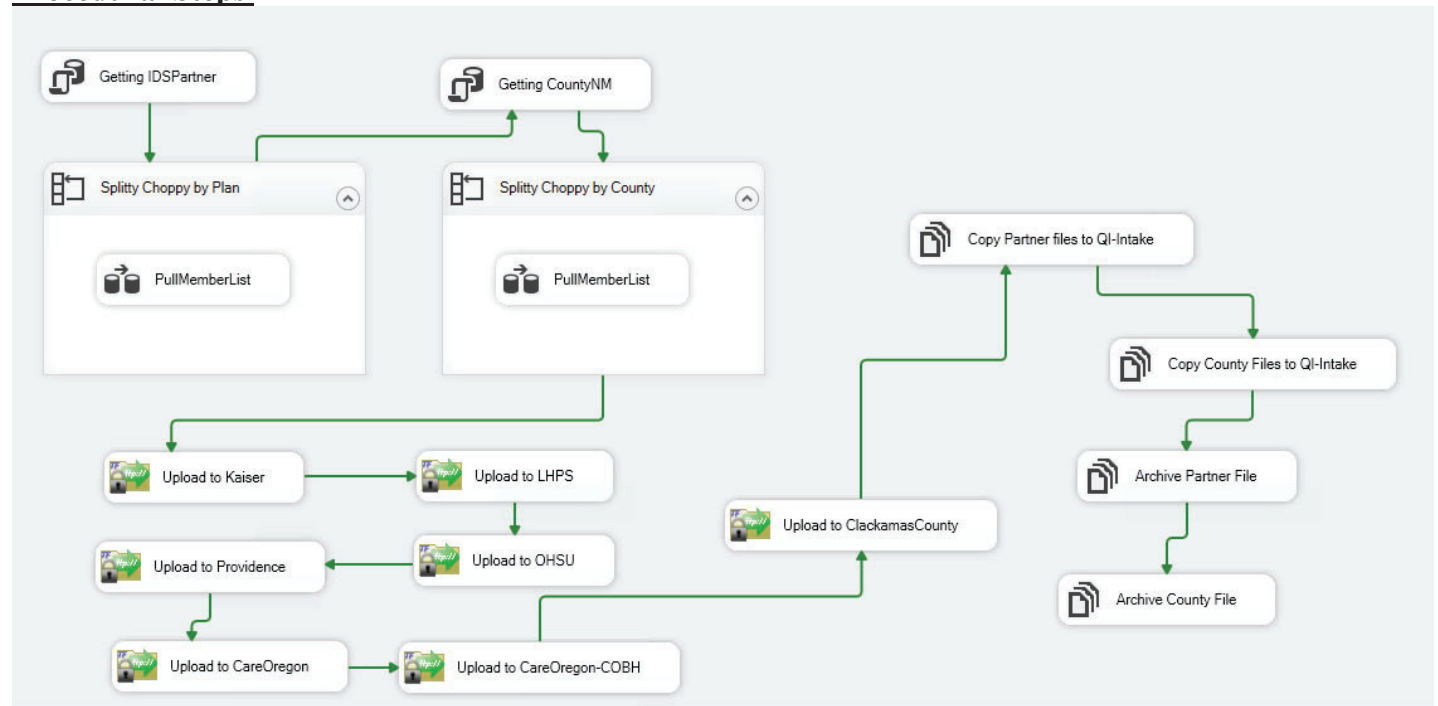 Getting IDSPartner
Getting CountyNM
Splitty Choppy by Plan
Splitty Choppy by County
PullMemberList
PullMemberList
Copy Partner files to QI-Intake
Copy County Files to QI-Intake
Upload to Kaiser
Upload to LHPS
Archive Partner File
Upload to ClackamasCounty
Upload to Providence
Upload to OHSU
Archive County File
Upload to CareOregon
Upload to CareOregon-COBH